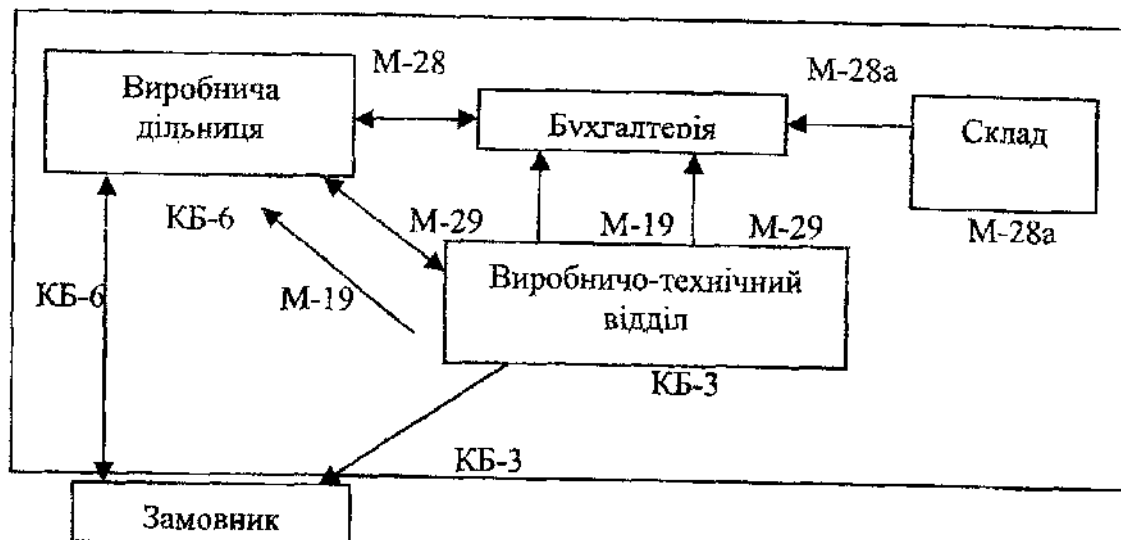 М-28
М-28а
Виробнича
дільниця
Бухгалтерія
Склад
КБ-6
М-29
М-19
М-29
М-28а
КБ-6
М-19
Виробничо-технічний
відділ
КБ-3
КБ-3
Замовник